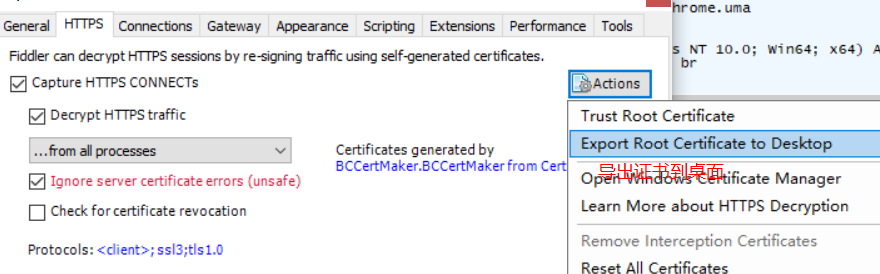 hrome.uma
General HTTPS Connections Gateway Appearance Scripting Extensions Performance Tools
s NT 10.0; Win64; x64) A
br
Fiddler can decrypt HTTPS sessions by re-signing traffic using self-generated certificates.
Capture HTTPS CONNECTs
Actions
Decrypt HTTPS traffic
...from all processes
Certificates generated by
BCCertMaker.BCCertMaker from Cert
Ignore server certificate errors (unsafe)
Check for certificate revocation
Protocols: <client>;ssl3;tls1.0
Trust Root Certificate
Export Root Certificate to Desktop
导出证书到桌面
Open Windows Certificate Manager
Learn More about HTTPS Decryption
Remove Interception Certificates
Reset All Certificates